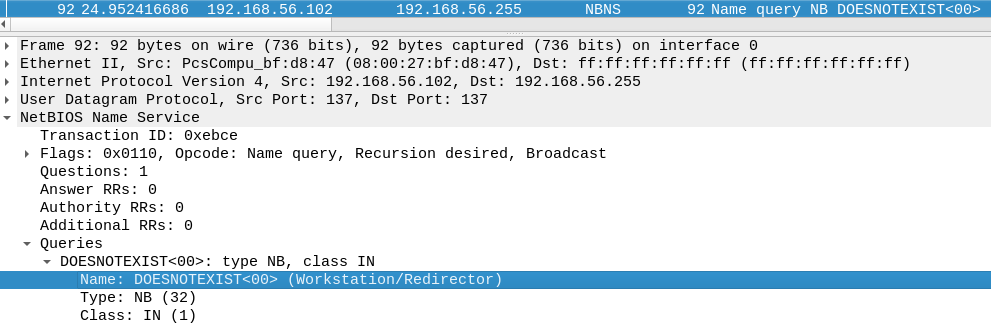 92 24.952416686 192.168.56.102 192.168.56.255 NBNS 92 Name query NB DOESNOTEXIST<00>
Frame 92: 92 bytes on wire (736 bits), 92 bytes captured (736 bits) on interface 0
Ethernet II, Src: PcsCompu_bf:d8:47 (08:00:27:bf:d8:47), Dst: ff:ff:ff:ff:ff:ff (ff:ff:ff:ff:ff:ff)
Internet Protocol Version 4, Src: 192.168.56.102, Dst: 192.168.56.255
User Datagram Protocol, Src Port: 137, Dst Port: 137
NetBIOS Name Service
Transaction ID: 0xebce
Flags: 0x0110, Opcode: Name query, Recursion desired, Broadcast
Questions: 1
Answer RRs: 0
Authority RRs: 0
Additional RRs: 0
Queries
DOESNOTEXIST<00>: type NB, class IN
Name: DOESNOTEXIST<00> (Workstation/Redirector)
Type: NB (32)
Class: IN (1)